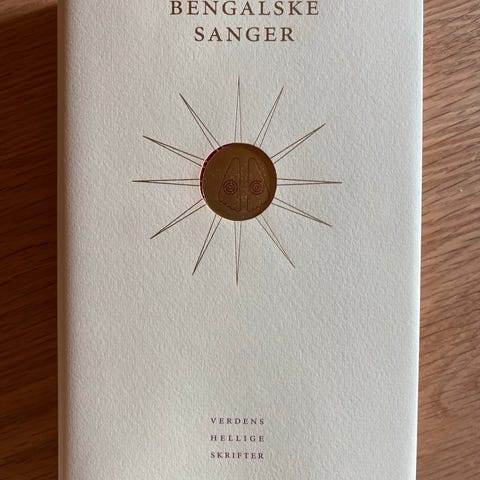 BENGALSKE
SANGER
VERDENS
HELLIGE
SKRIFTER